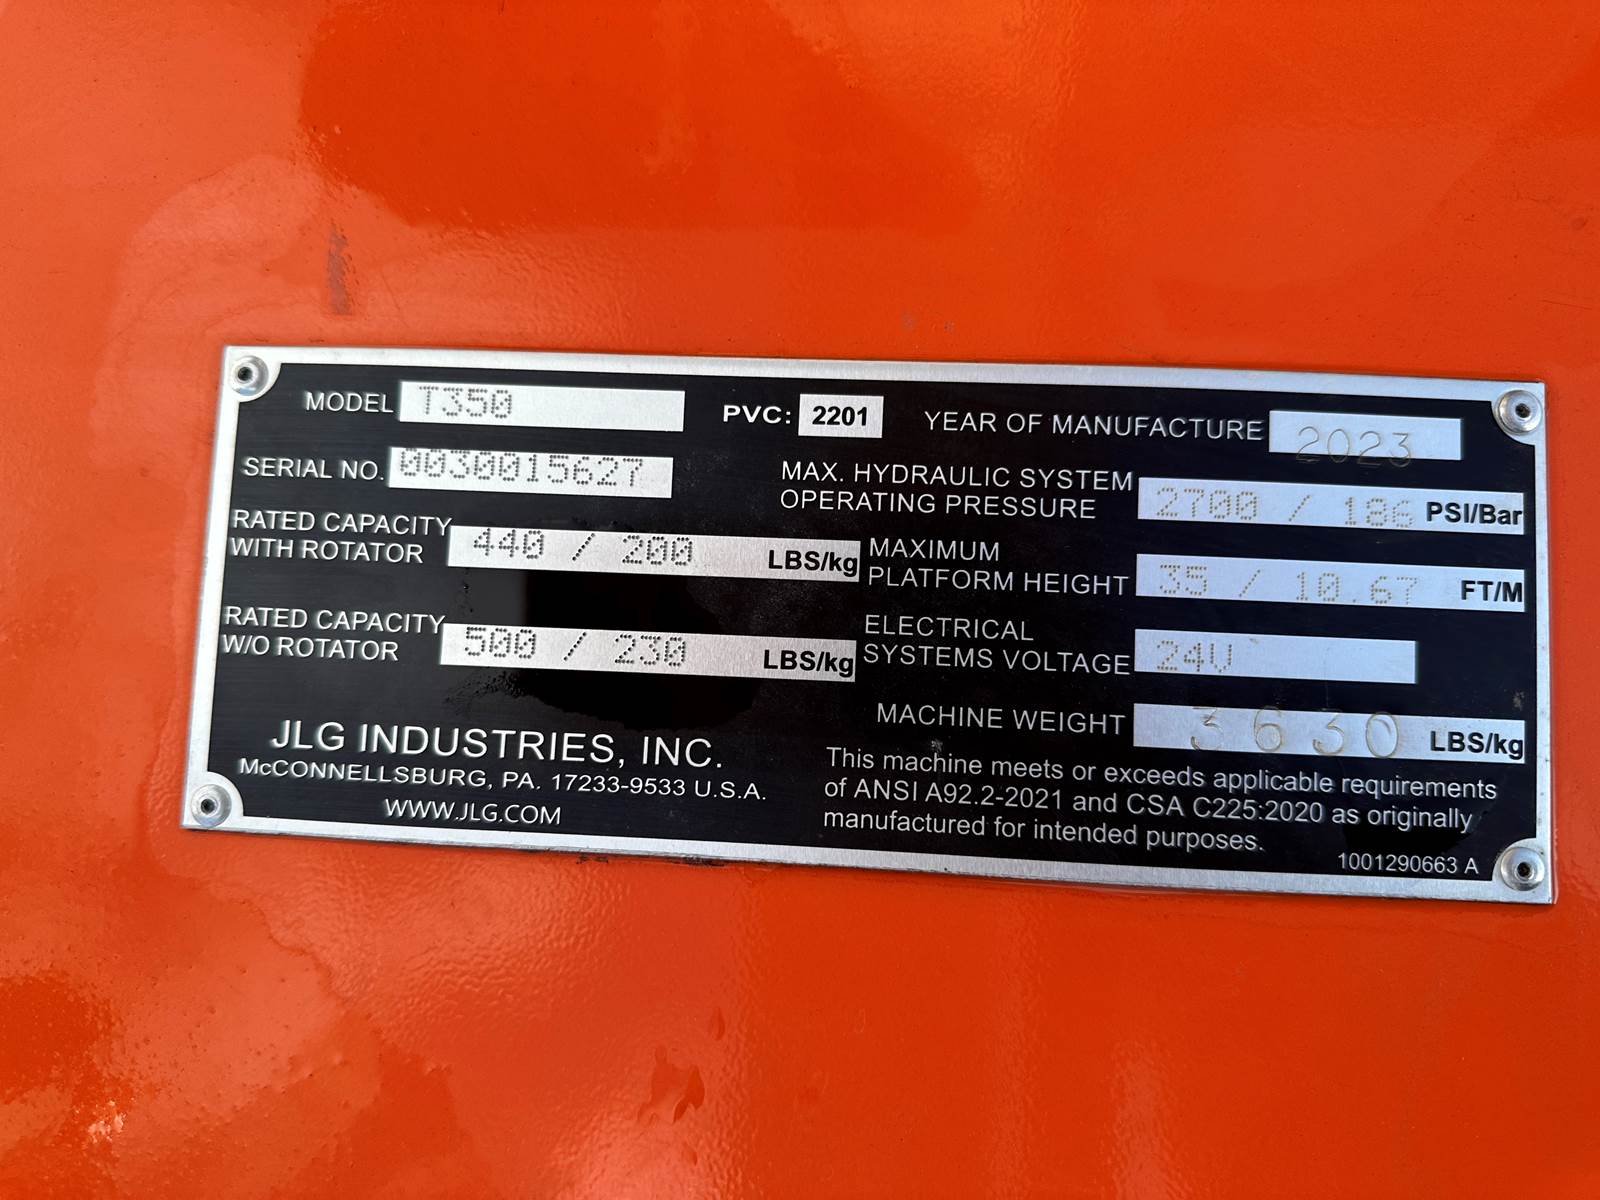 MODEL T350
PVC: 2201
YEAR OF MANUFACTURE 2023
SERIAL NO. 0030015627
MAX. HYDRAULIC SYSTEM
OPERATING PRESSURE 2700 / 186 PSI/Bar
RATED CAPACITY
WITH ROTATOR 440 / 200 LBS/kg
MAXIMUM
PLATFORM HEIGHT 35 / 10.67 FT/M
RATED CAPACITY
W/O ROTATOR 500 / 230 LBS/kg
ELECTRICAL
SYSTEMS VOLTAGE 24V
MACHINE WEIGHT 3630 LBS/kg
JLG INDUSTRIES, INC.
McCONNELLSBURG, PA. 17233-9533 U.S.A.
WWW.JLG.COM
This machine meets or exceeds applicable requirements
of ANSI A92.2-2021 and CSA C225:2020 as originally
manufactured for intended purposes.
1001290663 A